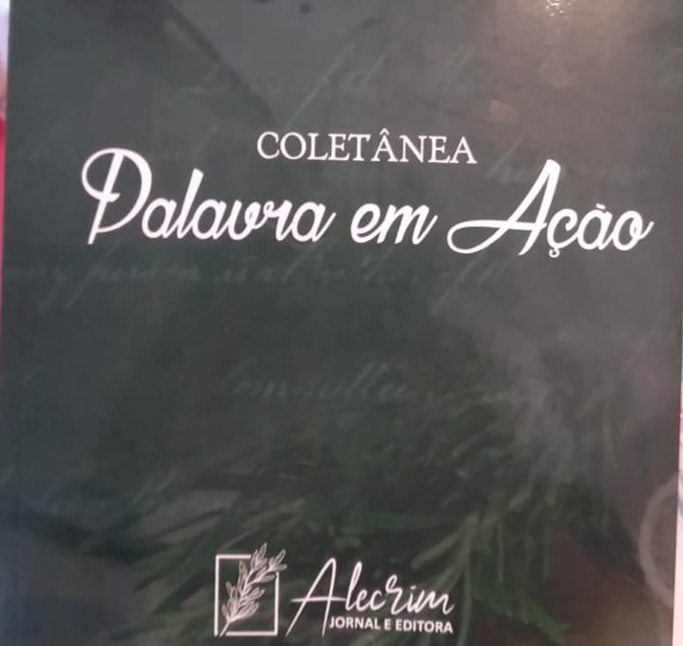 COLETÂNEA
Palavra em Ação
Alecrim
JORNAL E EDITORA